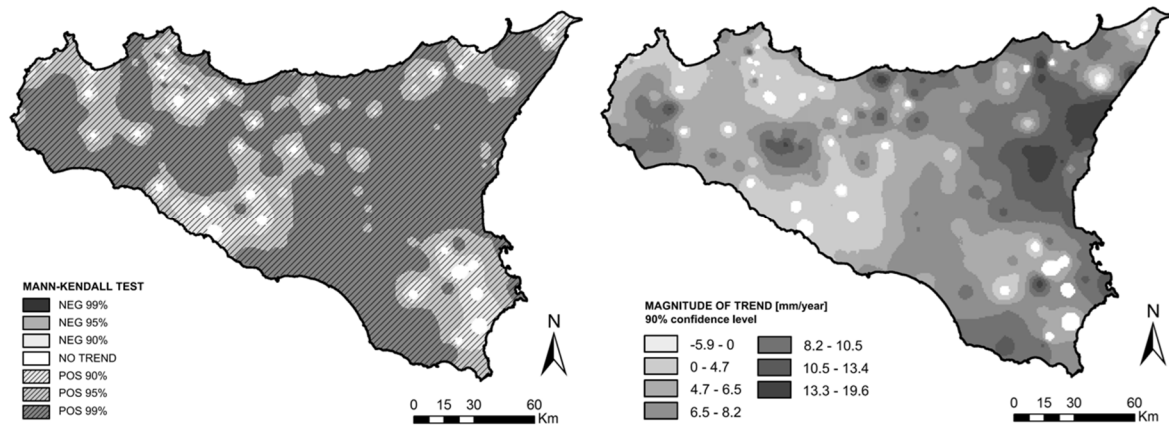 MANN-KENDALL TEST
NEG 99%
NEG 95%
NEG 90%
NO TREND
POS 90%
POS 95%
POS 99%
N
0 15 30 60
Km
MAGNITUDE OF TREND [mm/year]
90% confidence level
-5.9 - 0
0 - 4.7
4.7 - 6.5
6.5 - 8.2
8.2 - 10.5
10.5 - 13.4
13.3 - 19.6
N
0 15 30 60
Km